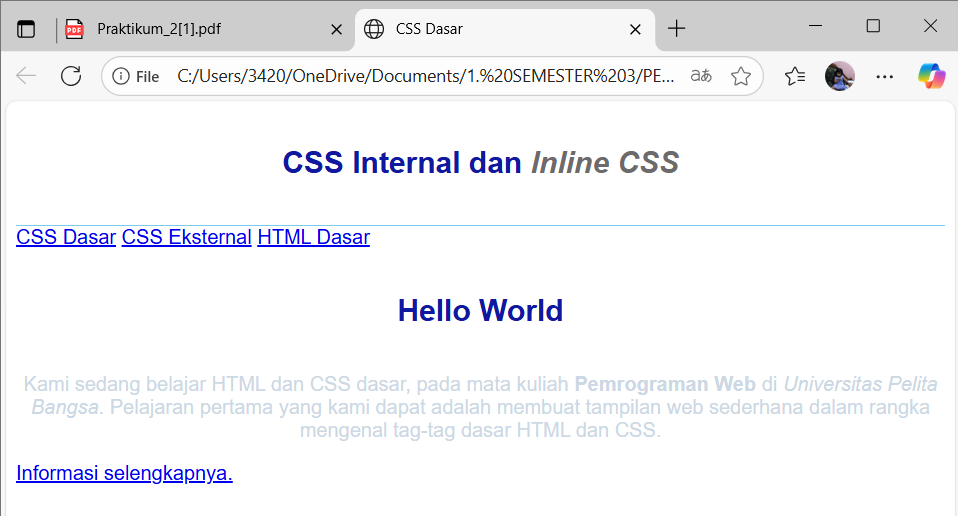 Praktikum_2[1].pdf
CSS Dasar
File C:/Users/3420/OneDrive/Documents/1.%20SEMESTER%203/PE...
CSS Internal dan Inline CSS
CSS Dasar CSS Eksternal HTML Dasar
Hello World
Kami sedang belajar HTML dan CSS dasar, pada mata kuliah Pemrograman Web di Universitas Pelita
Bangsa. Pelajaran pertama yang kami dapat adalah membuat tampilan web sederhana dalam rangka
mengenal tag-tag dasar HTML dan CSS.
Informasi selengkapnya.